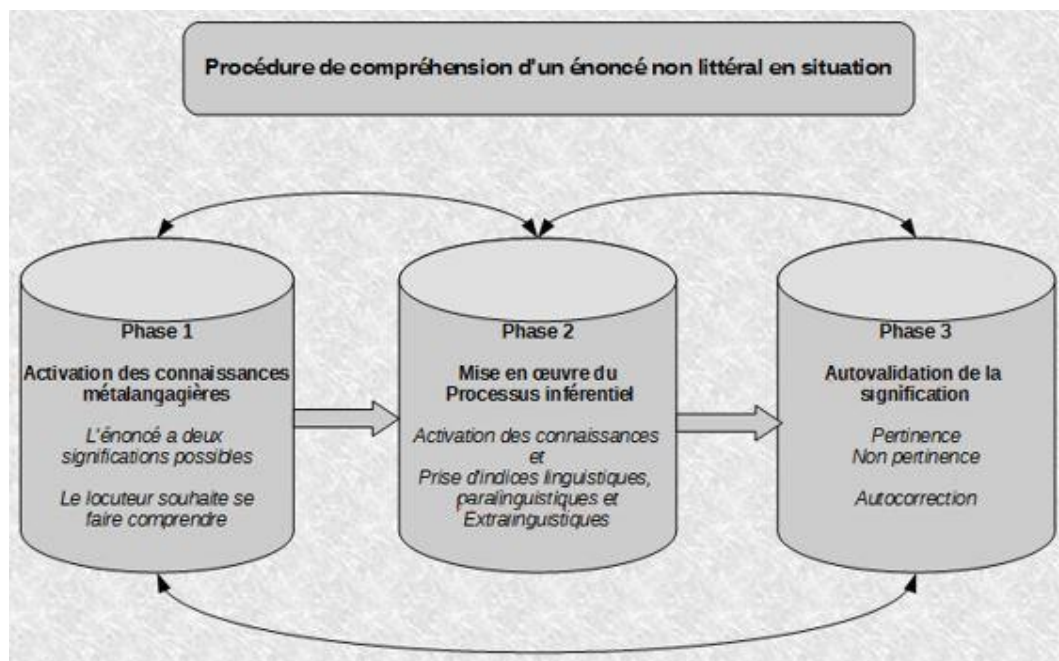 Procédure de compréhension d'un énoncé non littéral en situation
Phase 1
Activation des connaissances
métalangagières
L'énoncé a deux
significations possibles
Le locuteur souhaite se
faire comprendre
Phase 2
Mise en œuvre du
Processus inférentiel
Activation des connaissances
et
Prise d'indices linguistiques,
paralinguistiques et
Extralinguistiques
Phase 3
Autovalidation de la
signification
Pertinence
Non pertinence
Autocorrection